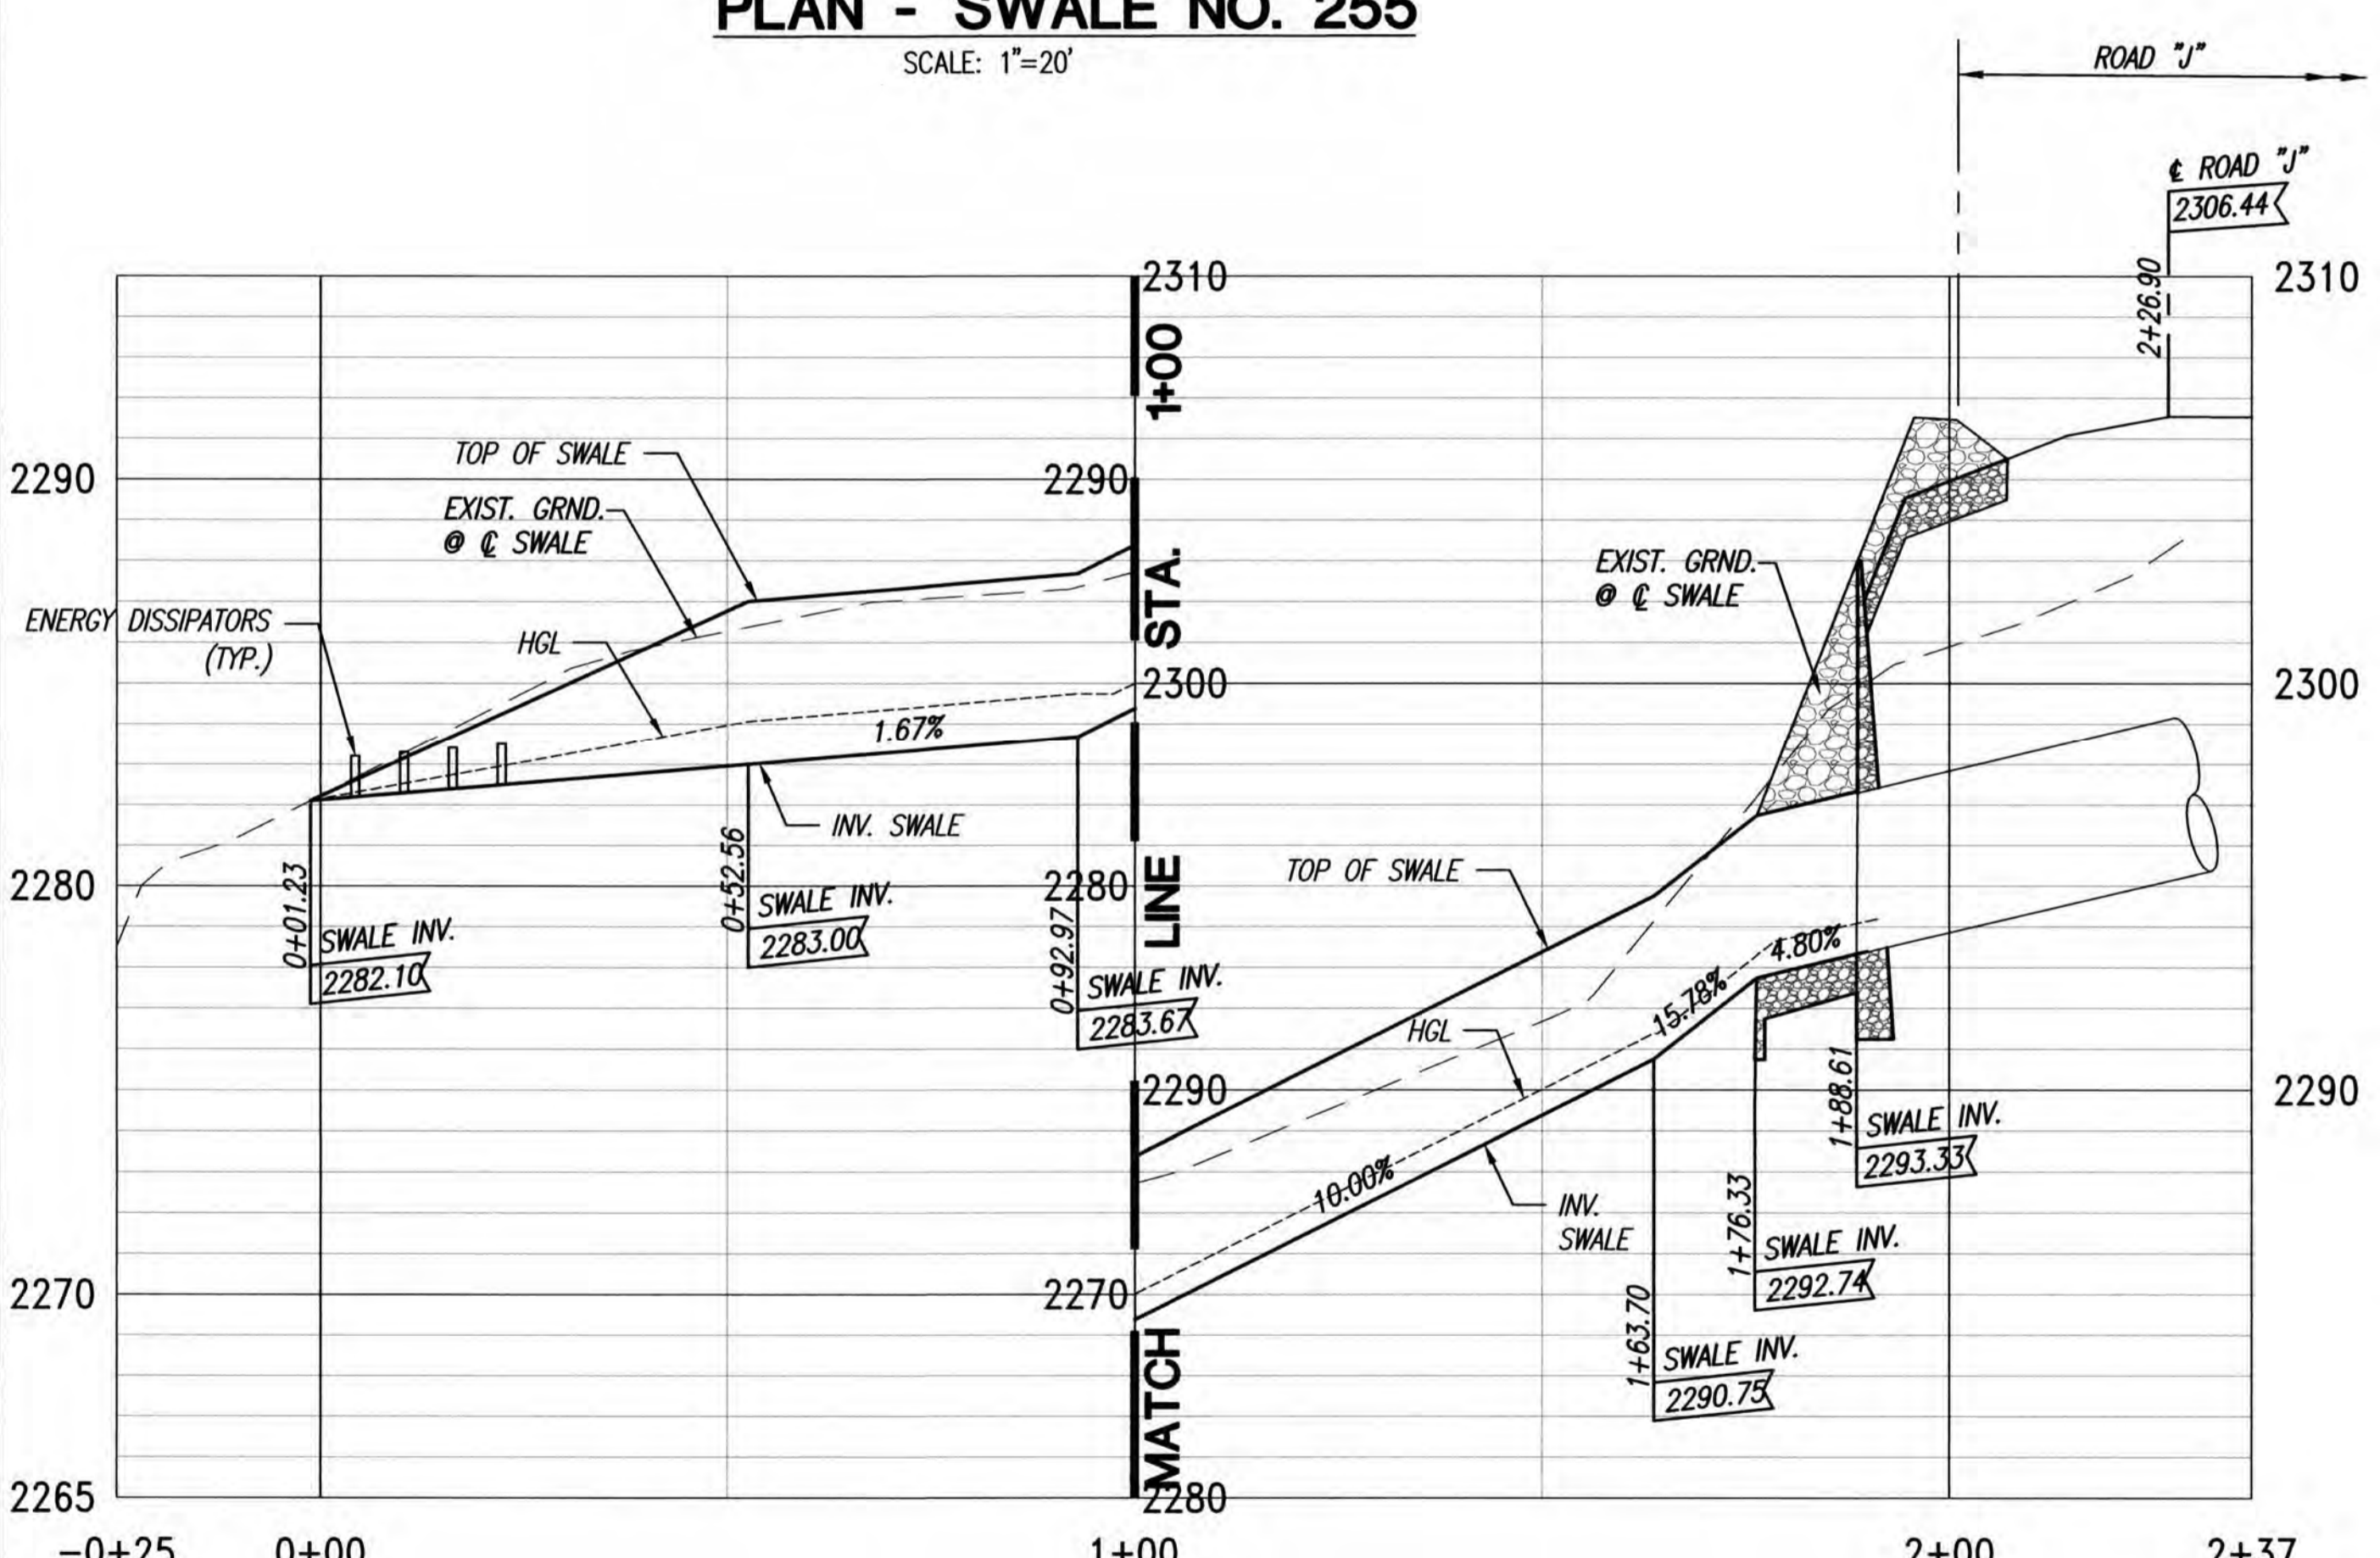 PLAN - SWALE NO. 255
SCALE: 1"=20'
ROAD "J"
℄ ROAD "J"
2306.44
2+26.90
2310
2310
1+00
TOP OF SWALE
2290
2290
EXIST. GRND.
@ ℄ SWALE
EXIST. GRND.
@ ℄ SWALE
STA.
ENERGY DISSIPATORS
(TYP.)
HGL
2300
2300
1.67%
INV. SWALE
TOP OF SWALE
2280
2280
LINE
0+01.23
SWALE INV.
2282.10
0+52.56
SWALE INV.
2283.00
0+92.97
SWALE INV.
2283.67
4.80%
15.78%
HGL
2290
2290
10.00%
INV.
SWALE
1+88.61
SWALE INV.
2293.33
1+76.33
SWALE INV.
2292.74
1+63.70
SWALE INV.
2290.75
2270
2270
MATCH
2265
2280
-0+25
0+00
1+00
2+00
2+37